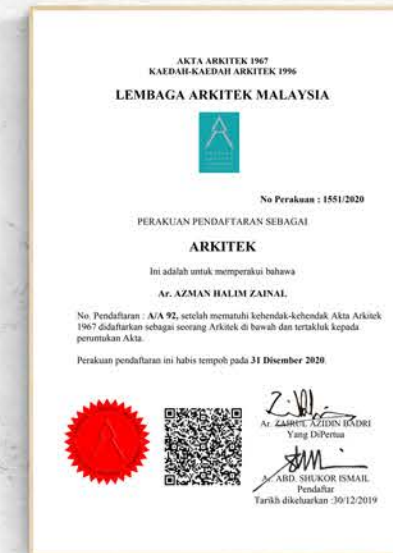 AKTA ARKITEK 1967
KAEDAH-KAEDAH ARKITEK 1996
LEMBAGA ARKITEK MALAYSIA
No Perakuan : 1551/2020
PERAKUAN PENDAFTARAN SEBAGAI
ARKITEK
Ini adalah untuk memperakui bahawa
Ar. AZMAN HALIM ZAINAL
No. Pendaftaran : A/A 92, setelah mematuhi kehendak-kehendak Akta Arkitek
1967 didaftarkan sebagai seorang Arkitek di bawah dan tertakluk kepada
peruntukan Akta.
Perakuan pendaftaran ini habis tempoh pada 31 Disember 2020.
Ar. ZAIRUL AZIDIN BADRI
Yang DiPertua
Ar. ABD. SHUKOR ISMAIL
Pendaftar
Tarikh dikeluarkan :30/12/2019